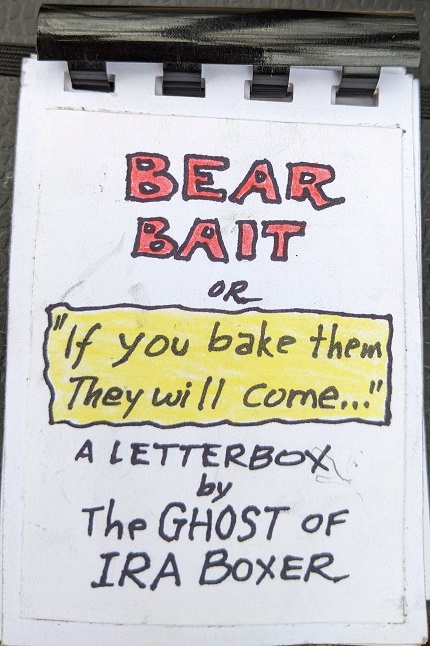 BEAR
BAIT
OR
"If you bake them
They will come..."
A LETTERBOX
by
The GHOST OF
IRA BOXER